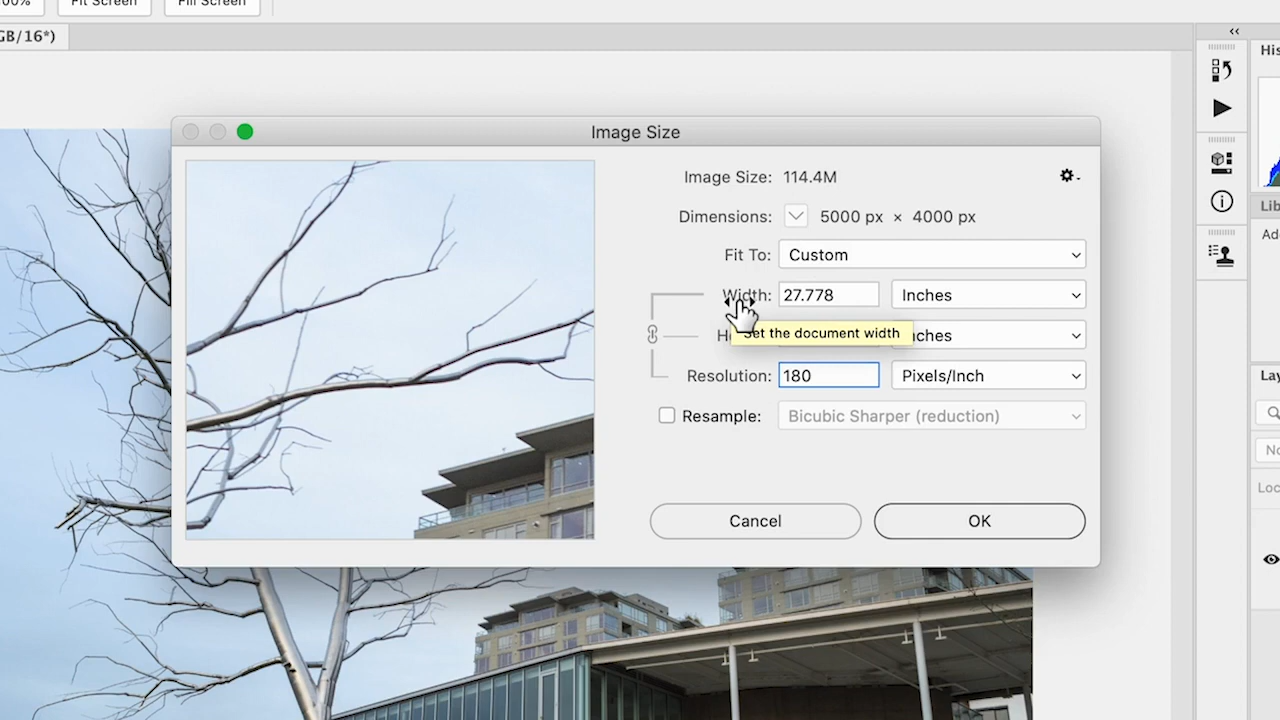 Fit Screen
Fill Screen
GB/16*)
Image Size
Image Size: 114.4M
Dimensions: 5000 px × 4000 px
Fit To: Custom
Width: 27.778 Inches
Set the document width
Resolution: 180 Pixels/Inch
Resample: Bicubic Sharper (reduction)
Cancel
OK
His
Lib
Ad
Lay
No
Loc